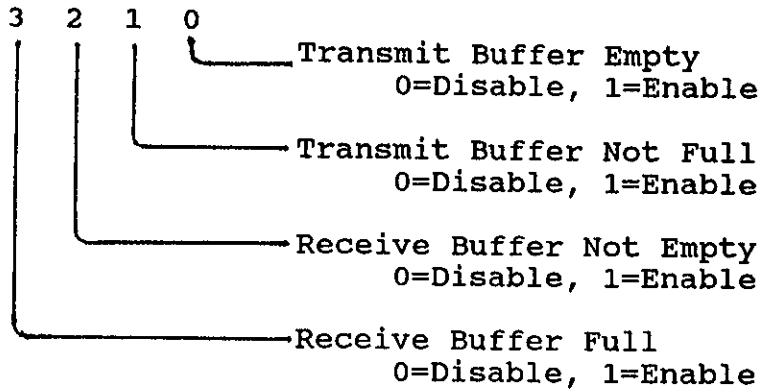 3 2 1 0
Transmit Buffer Empty
0=Disable, 1=Enable
Transmit Buffer Not Full
0=Disable, 1=Enable
Receive Buffer Not Empty
0=Disable, 1=Enable
Receive Buffer Full
0=Disable, 1=Enable